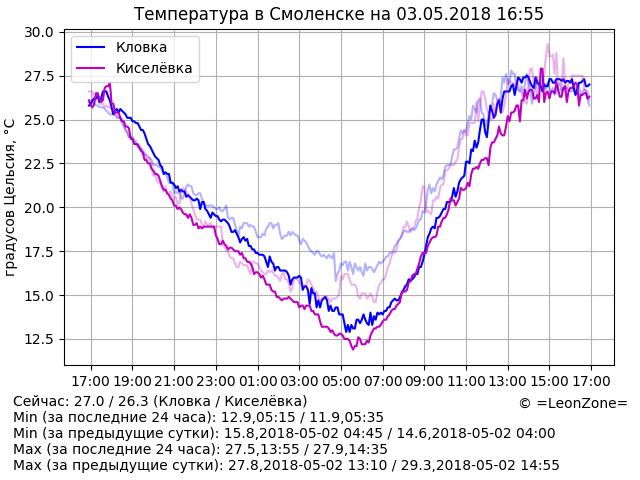 Температура в Смоленске на 03.05.2018 16:55
Кловка
Киселёвка
градусов Цельсия, °C
30.0
27.5
25.0
22.5
20.0
17.5
15.0
12.5
17:00 19:00 21:00 23:00 01:00 03:00 05:00 07:00 09:00 11:00 13:00 15:00 17:00
Сейчас: 27.0 / 26.3 (Кловка / Киселёвка)
© =LeonZone=
Min (за последние 24 часа): 12.9,05:15 / 11.9,05:35
Min (за предыдущие сутки): 15.8,2018-05-02 04:45 / 14.6,2018-05-02 04:00
Max (за последние 24 часа): 27.5,13:55 / 27.9,14:35
Max (за предыдущие сутки): 27.8,2018-05-02 13:10 / 29.3,2018-05-02 14:55